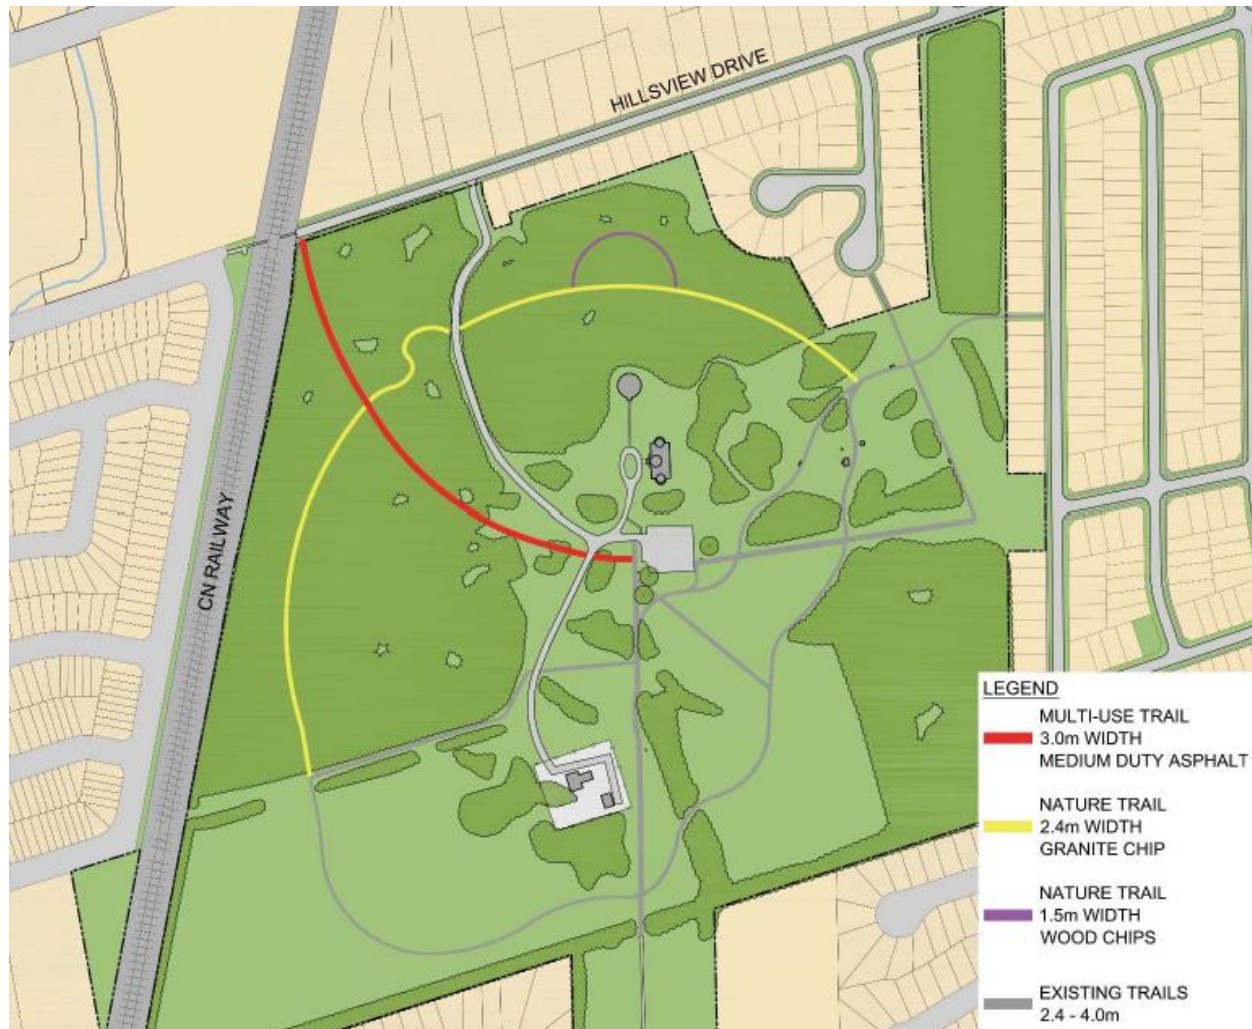 HILLSVIEW DRIVE
CN RAILWAY
LEGEND
MULTI-USE TRAIL
3.0m WIDTH
MEDIUM DUTY ASPHALT
NATURE TRAIL
2.4m WIDTH
GRANITE CHIP
NATURE TRAIL
1.5m WIDTH
WOOD CHIPS
EXISTING TRAILS
2.4 - 4.0m